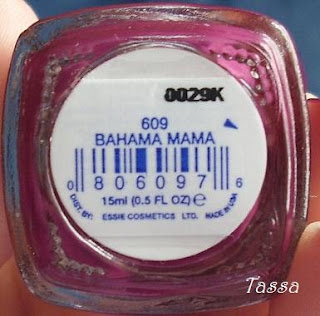 0029K
609
BAHAMA MAMA
0 806097 6
15ml (0.5 FL OZ) e
DIST. BY: ESSIE COSMETICS LTD. MADE IN USA
Tassa